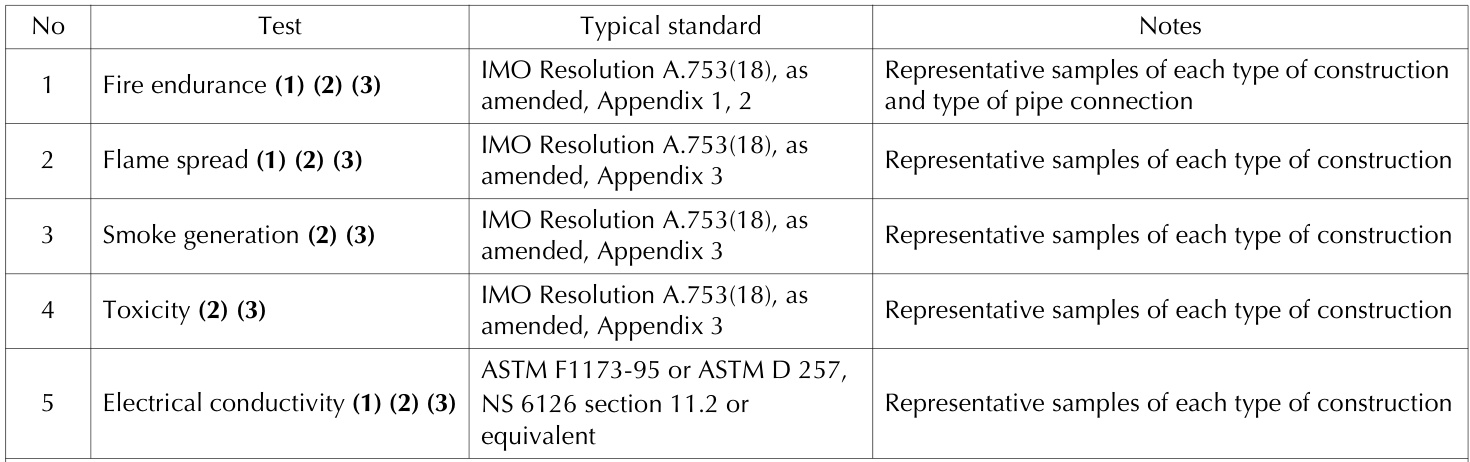 No Test Typical standard Notes
1 Fire endurance (1) (2) (3) IMO Resolution A.753(18), as amended, Appendix 1, 2 Representative samples of each type of construction and type of pipe connection
2 Flame spread (1) (2) (3) IMO Resolution A.753(18), as amended, Appendix 3 Representative samples of each type of construction
3 Smoke generation (2) (3) IMO Resolution A.753(18), as amended, Appendix 3 Representative samples of each type of construction
4 Toxicity (2) (3) IMO Resolution A.753(18), as amended, Appendix 3 Representative samples of each type of construction
5 Electrical conductivity (1) (2) (3) ASTM F1173-95 or ASTM D 257, NS 6126 section 11.2 or equivalent Representative samples of each type of construction